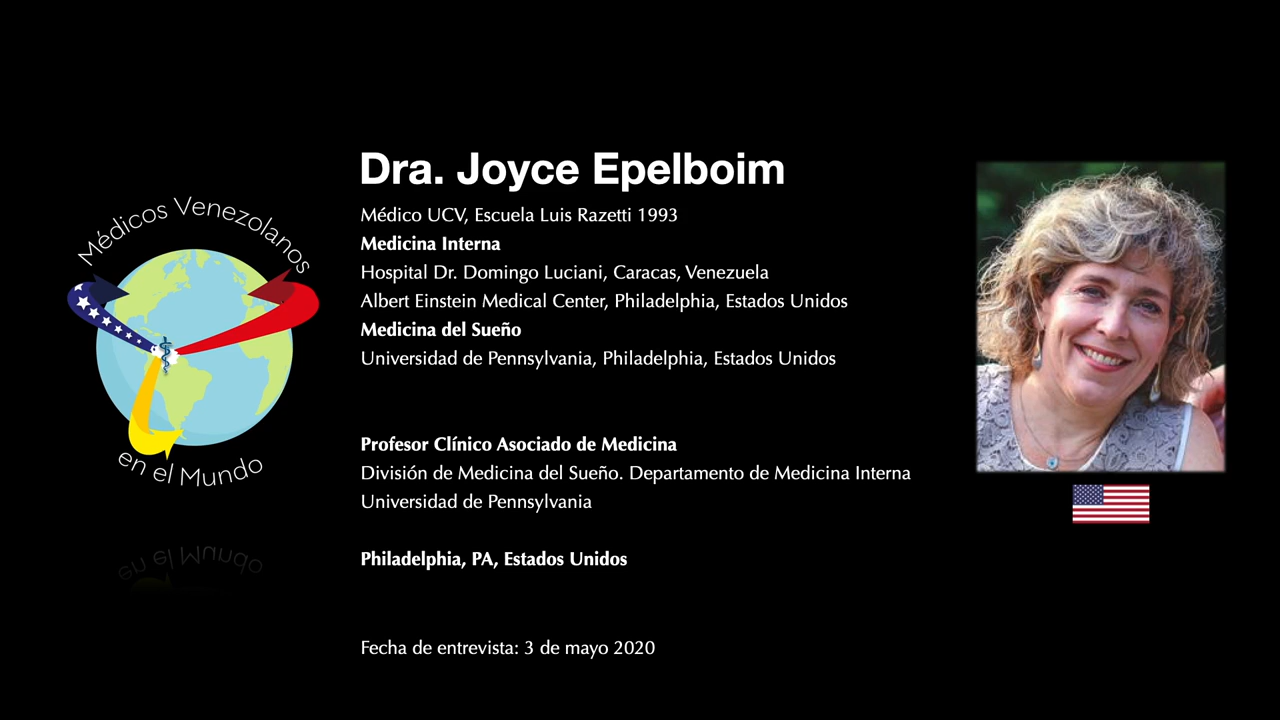 Médicos Venezolanos
en el Mundo
Dra. Joyce Epelboim
Médico UCV, Escuela Luis Razetti 1993
Medicina Interna
Hospital Dr. Domingo Luciani, Caracas, Venezuela
Albert Einstein Medical Center, Philadelphia, Estados Unidos
Medicina del Sueño
Universidad de Pennsylvania, Philadelphia, Estados Unidos
Profesor Clínico Asociado de Medicina
División de Medicina del Sueño. Departamento de Medicina Interna
Universidad de Pennsylvania
Philadelphia, PA, Estados Unidos
Fecha de entrevista: 3 de mayo 2020